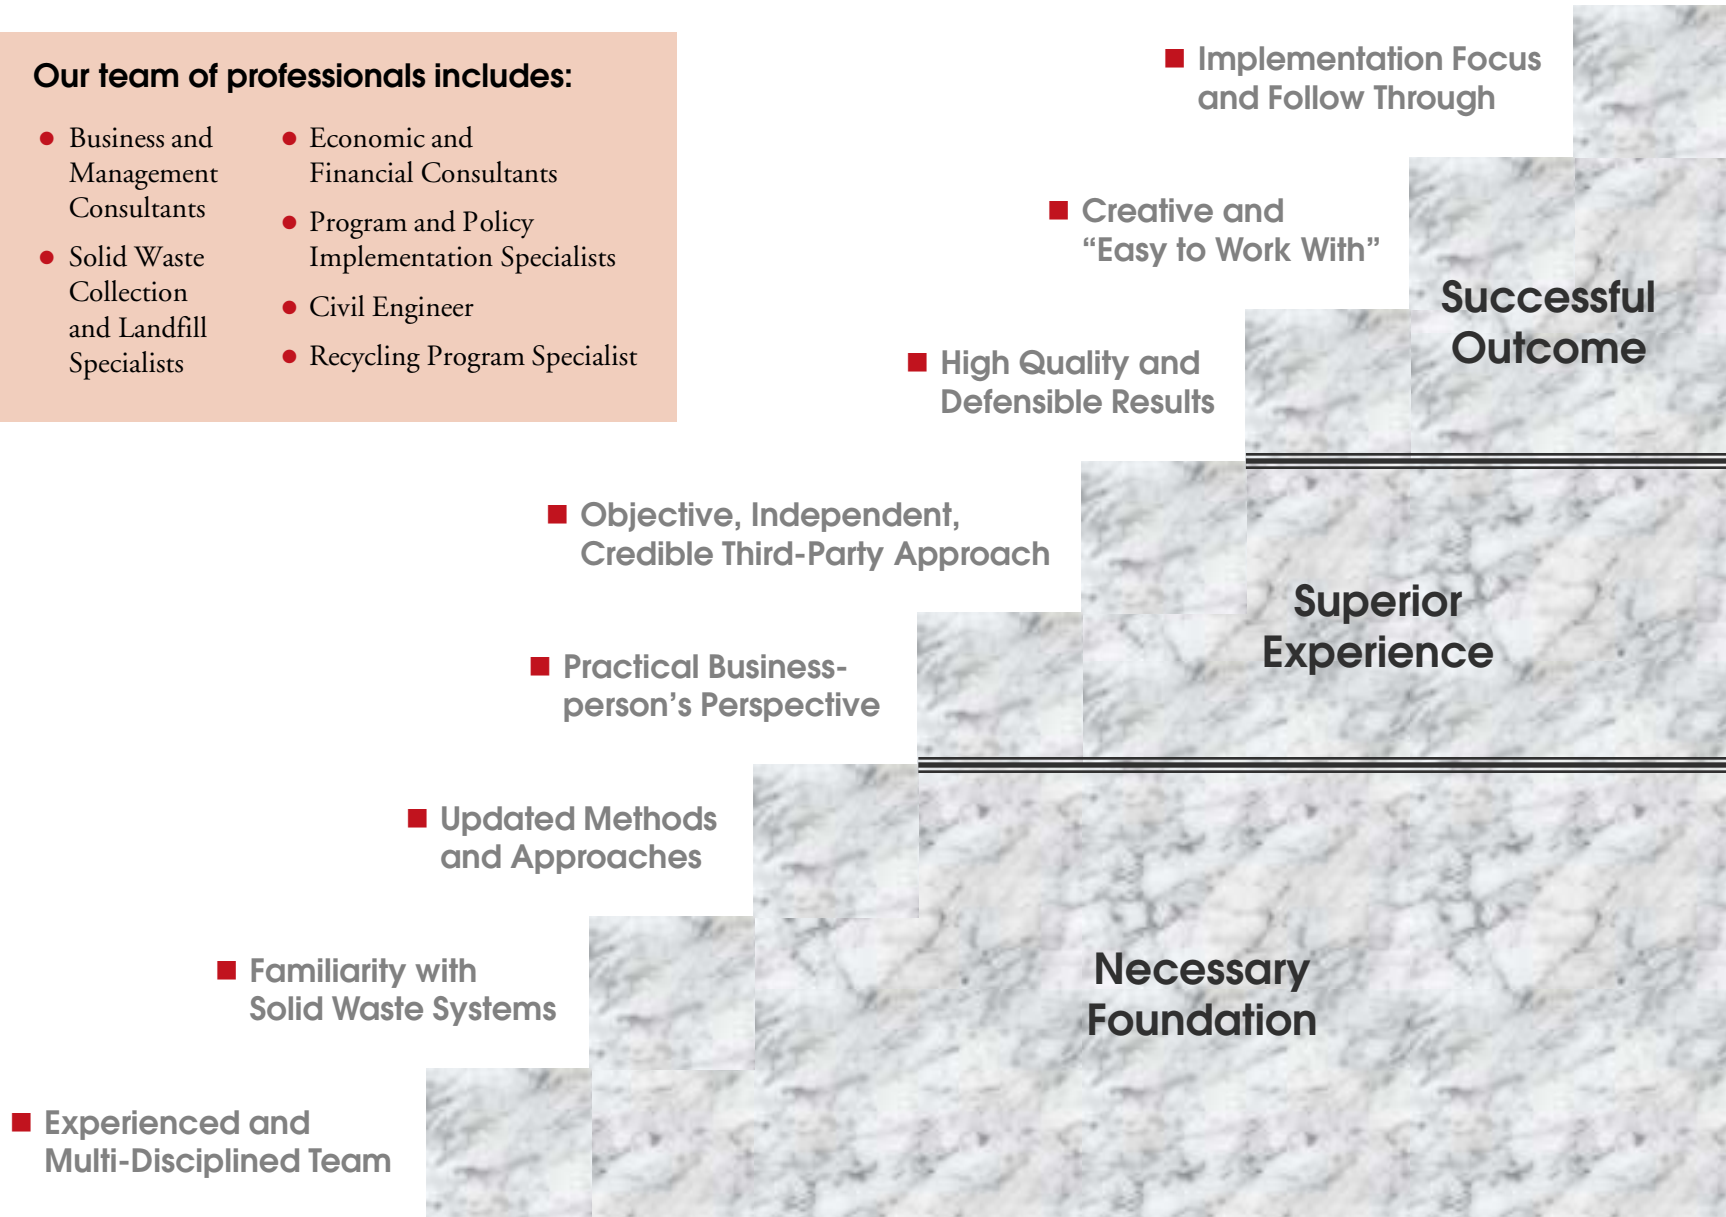 Our team of professionals includes:
● Business and
Management
Consultants
● Solid Waste
Collection
and Landfill
Specialists
● Economic and
Financial Consultants
● Program and Policy
Implementation Specialists
● Civil Engineer
● Recycling Program Specialist
■ Implementation Focus
and Follow Through
■ Creative and
“Easy to Work With”
■ High Quality and
Defensible Results
Successful
Outcome
■ Objective, Independent,
Credible Third-Party Approach
■ Practical Business-
person’s Perspective
Superior
Experience
■ Updated Methods
and Approaches
■ Familiarity with
Solid Waste Systems
■ Experienced and
Multi-Disciplined Team
Necessary
Foundation